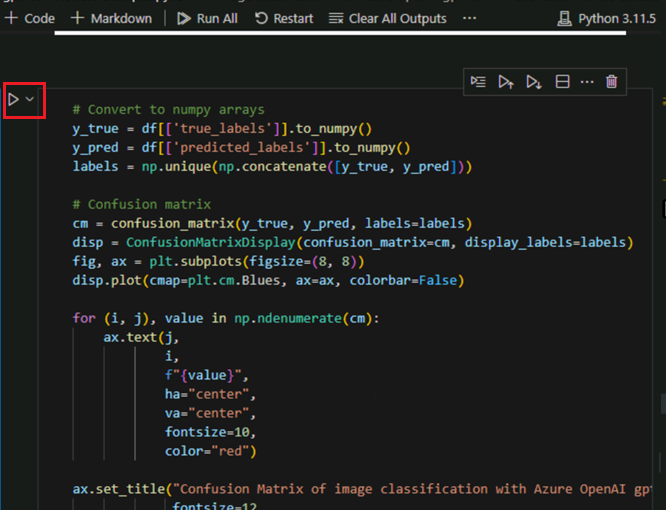 + Code + Markdown Run All Restart Clear All Outputs ... Python 3.11.5
# Convert to numpy arrays
y_true = df[['true_labels']].to_numpy()
y_pred = df[['predicted_labels']].to_numpy()
labels = np.unique(np.concatenate([y_true, y_pred]))
# Confusion matrix
cm = confusion_matrix(y_true, y_pred, labels=labels)
disp = ConfusionMatrixDisplay(confusion_matrix=cm, display_labels=labels)
fig, ax = plt.subplots(figsize=(8, 8))
disp.plot(cmap=plt.cm.Blues, ax=ax, colorbar=False)
for (i, j), value in np.ndenumerate(cm):
ax.text(j,
i,
f"{value}",
ha="center",
va="center",
fontsize=10,
color="red")
ax.set_title("Confusion Matrix of image classification with Azure OpenAI gpt
fontsize=12